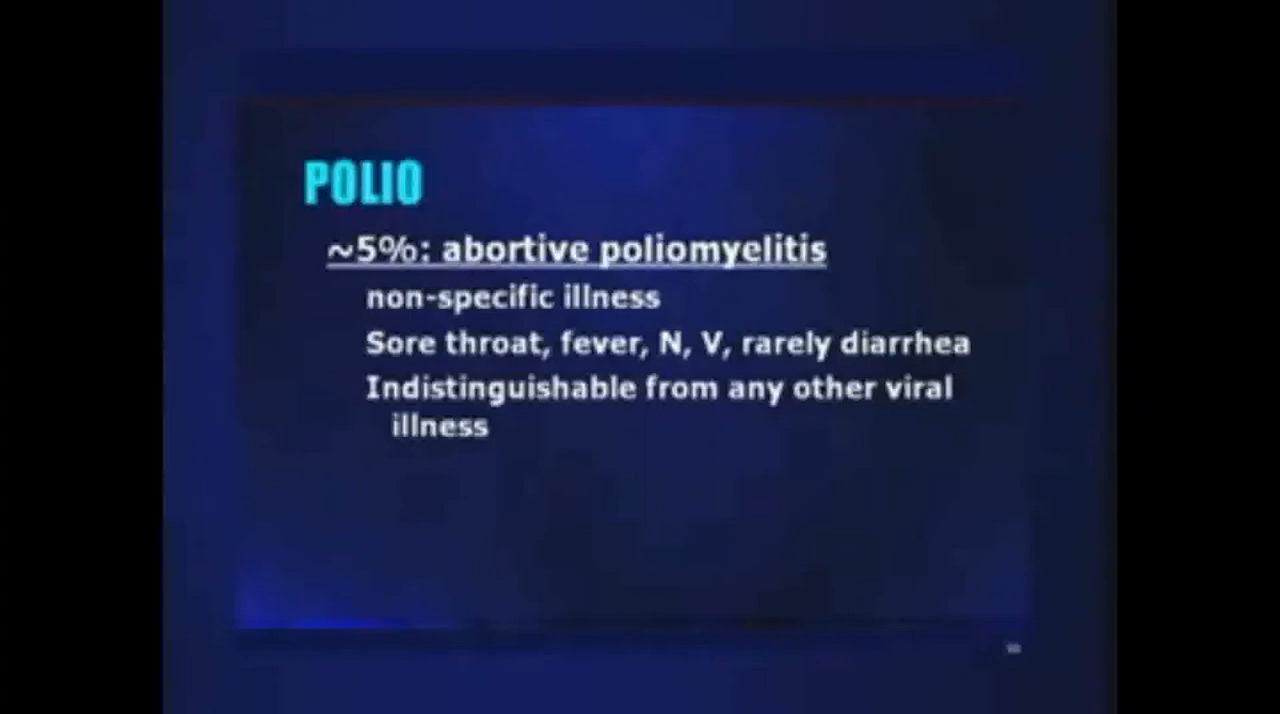 POLIO
~5%: abortive poliomyelitis
non-specific illness
Sore throat, fever, N, V, rarely diarrhea
Indistinguishable from any other viral
illness